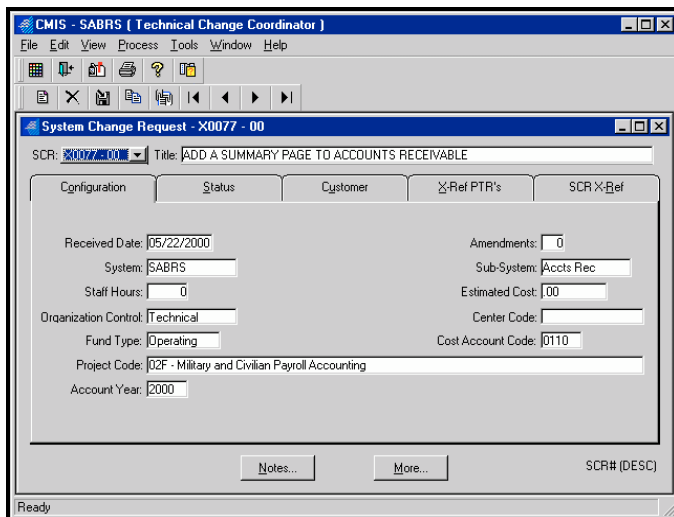 CMIS - SABRS ( Technical Change Coordinator )
File Edit View Process Tools Window Help
System Change Request - X0077 - 00
SCR: X0077 - 00 Title: ADD A SUMMARY PAGE TO ACCOUNTS RECEIVABLE
Configuration Status Customer X-Ref PTR's SCR X-Ref
Received Date: 05/22/2000 Amendments: 0
System: SABRS Sub-System: Accts Rec
Staff Hours: 0 Estimated Cost: .00
Organization Control: Technical Center Code:
Fund Type: Operating Cost Account Code: 0110
Project Code: 02F - Military and Civilian Payroll Accounting
Account Year: 2000
Notes... More... SCR# (DESC)
Ready